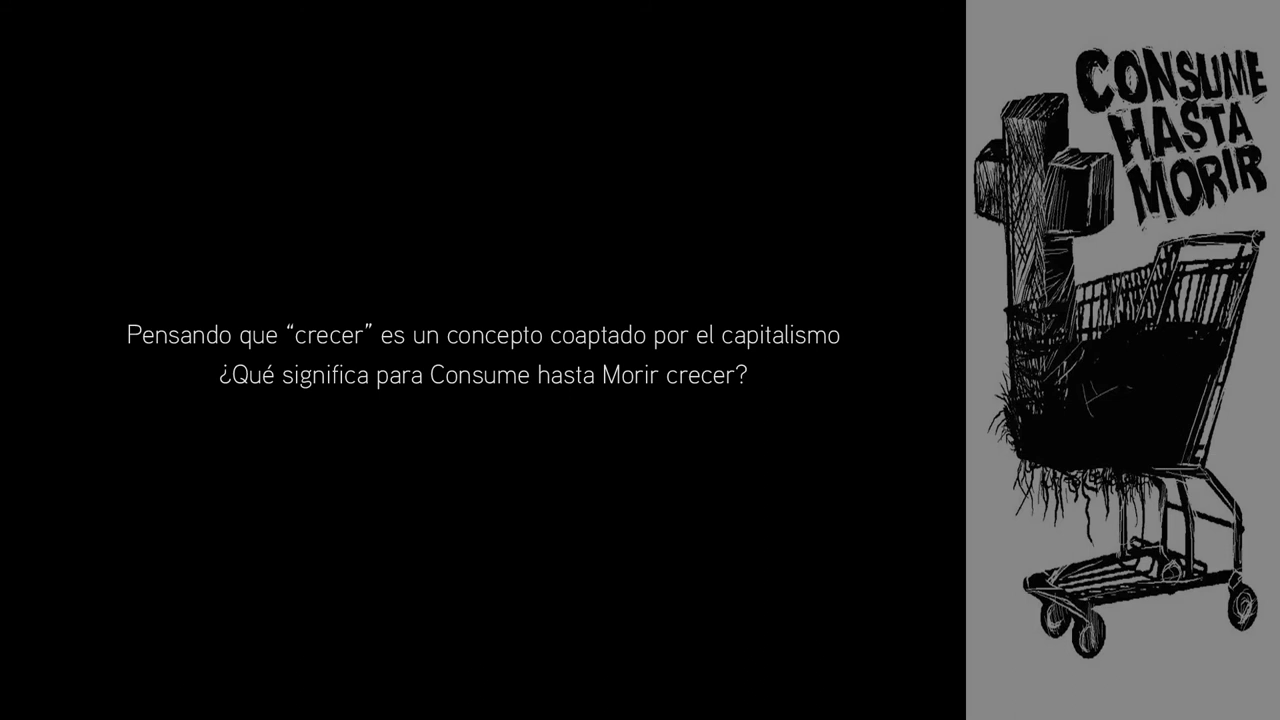 Pensando que “crecer” es un concepto coaptado por el capitalismo
¿Qué significa para Consume hasta Morir crecer?
CONSUME
HASTA
MORIR